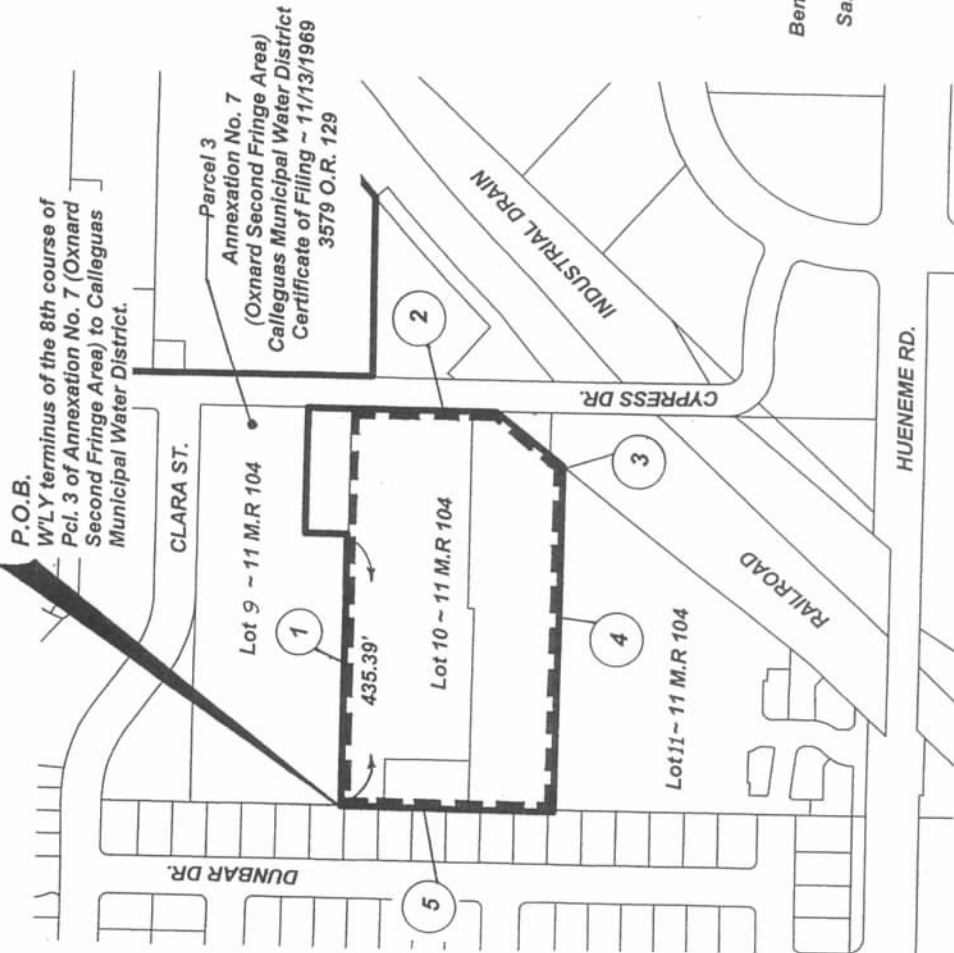 P.O.B.
W'LY terminus of the 8th course of
Pcl. 3 of Annexation No. 7 (Oxnard
Second Fringe Area) to Calleguas
Municipal Water District.
Parcel 3
Annexation No. 7
(Oxnard Second Fringe Area)
Calleguas Municipal Water District
Certificate of Filing ~ 11/13/1969
3579 O.R. 129
CLARA ST.
Lot 9 ~ 11 M.R 104
1
435.39'
Lot 10 ~ 11 M.R 104
2
3
4
5
Lot 11 ~ 11 M.R 104
DUNBAR DR.
CYPRESS DR.
INDUSTRIAL DRAIN
RAILROAD
HUENEME RD.